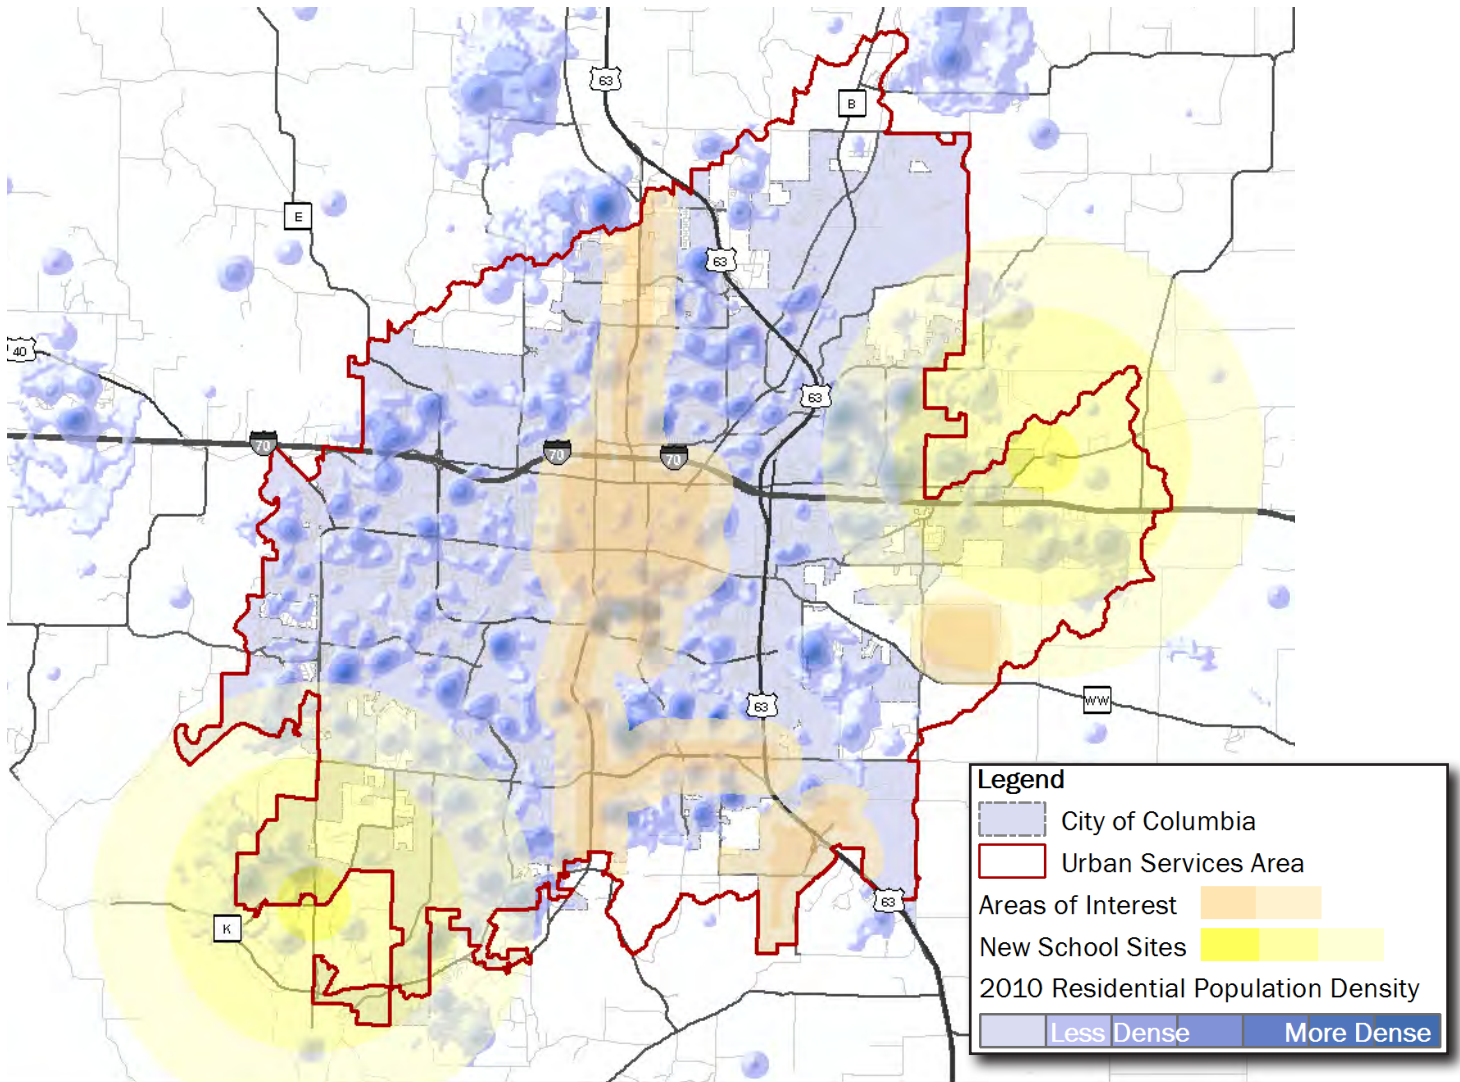 63
B
E
63
40
63
70
70
70
63
WW
63
K
Legend
City of Columbia
Urban Services Area
Areas of Interest
New School Sites
2010 Residential Population Density
Less Dense More Dense